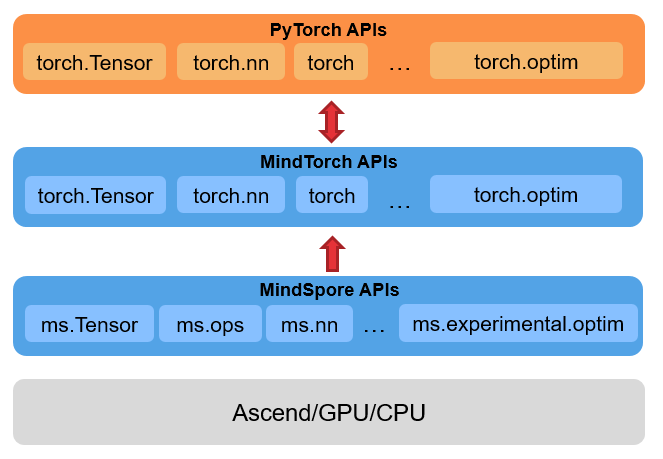 PyTorch APIs
torch.Tensor torch.nn torch ... torch.optim
MindTorch APIs
torch.Tensor torch.nn torch ... torch.optim
MindSpore APIs
ms.Tensor ms.ops ms.nn ... ms.experimental.optim
Ascend/GPU/CPU